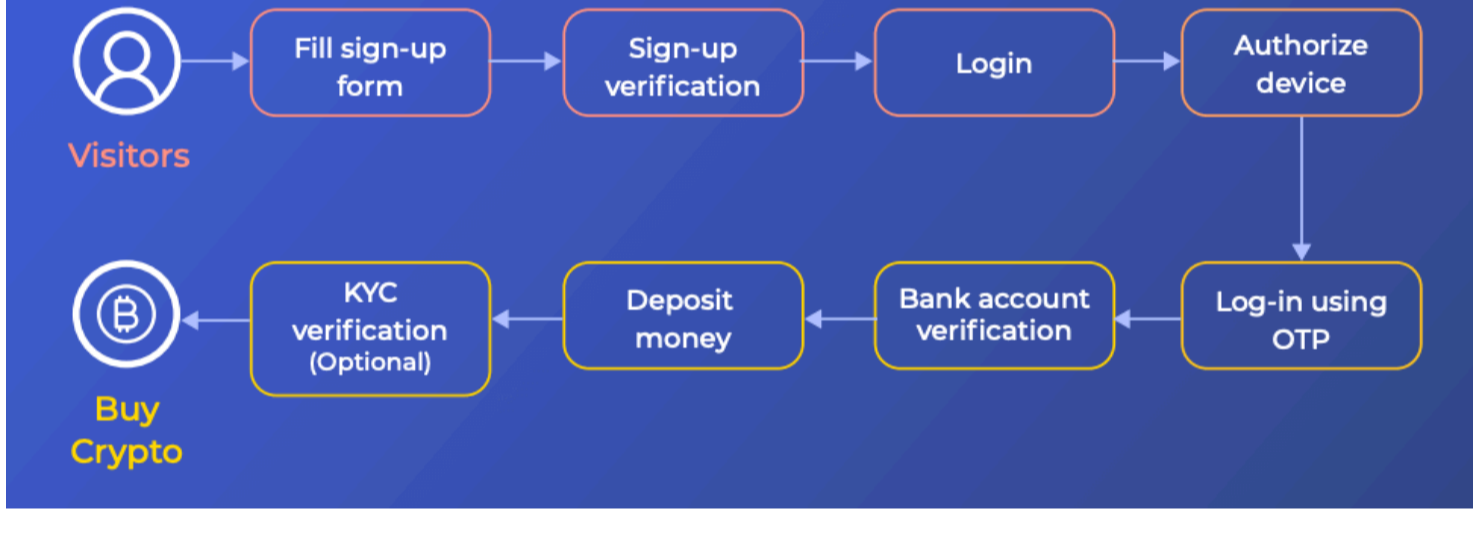 Fill sign-up
form
Sign-up
verification
Login
Authorize
device
Visitors
Log-in using
OTP
Bank account
verification
Deposit
money
KYC
verification
(Optional)
Buy
Crypto